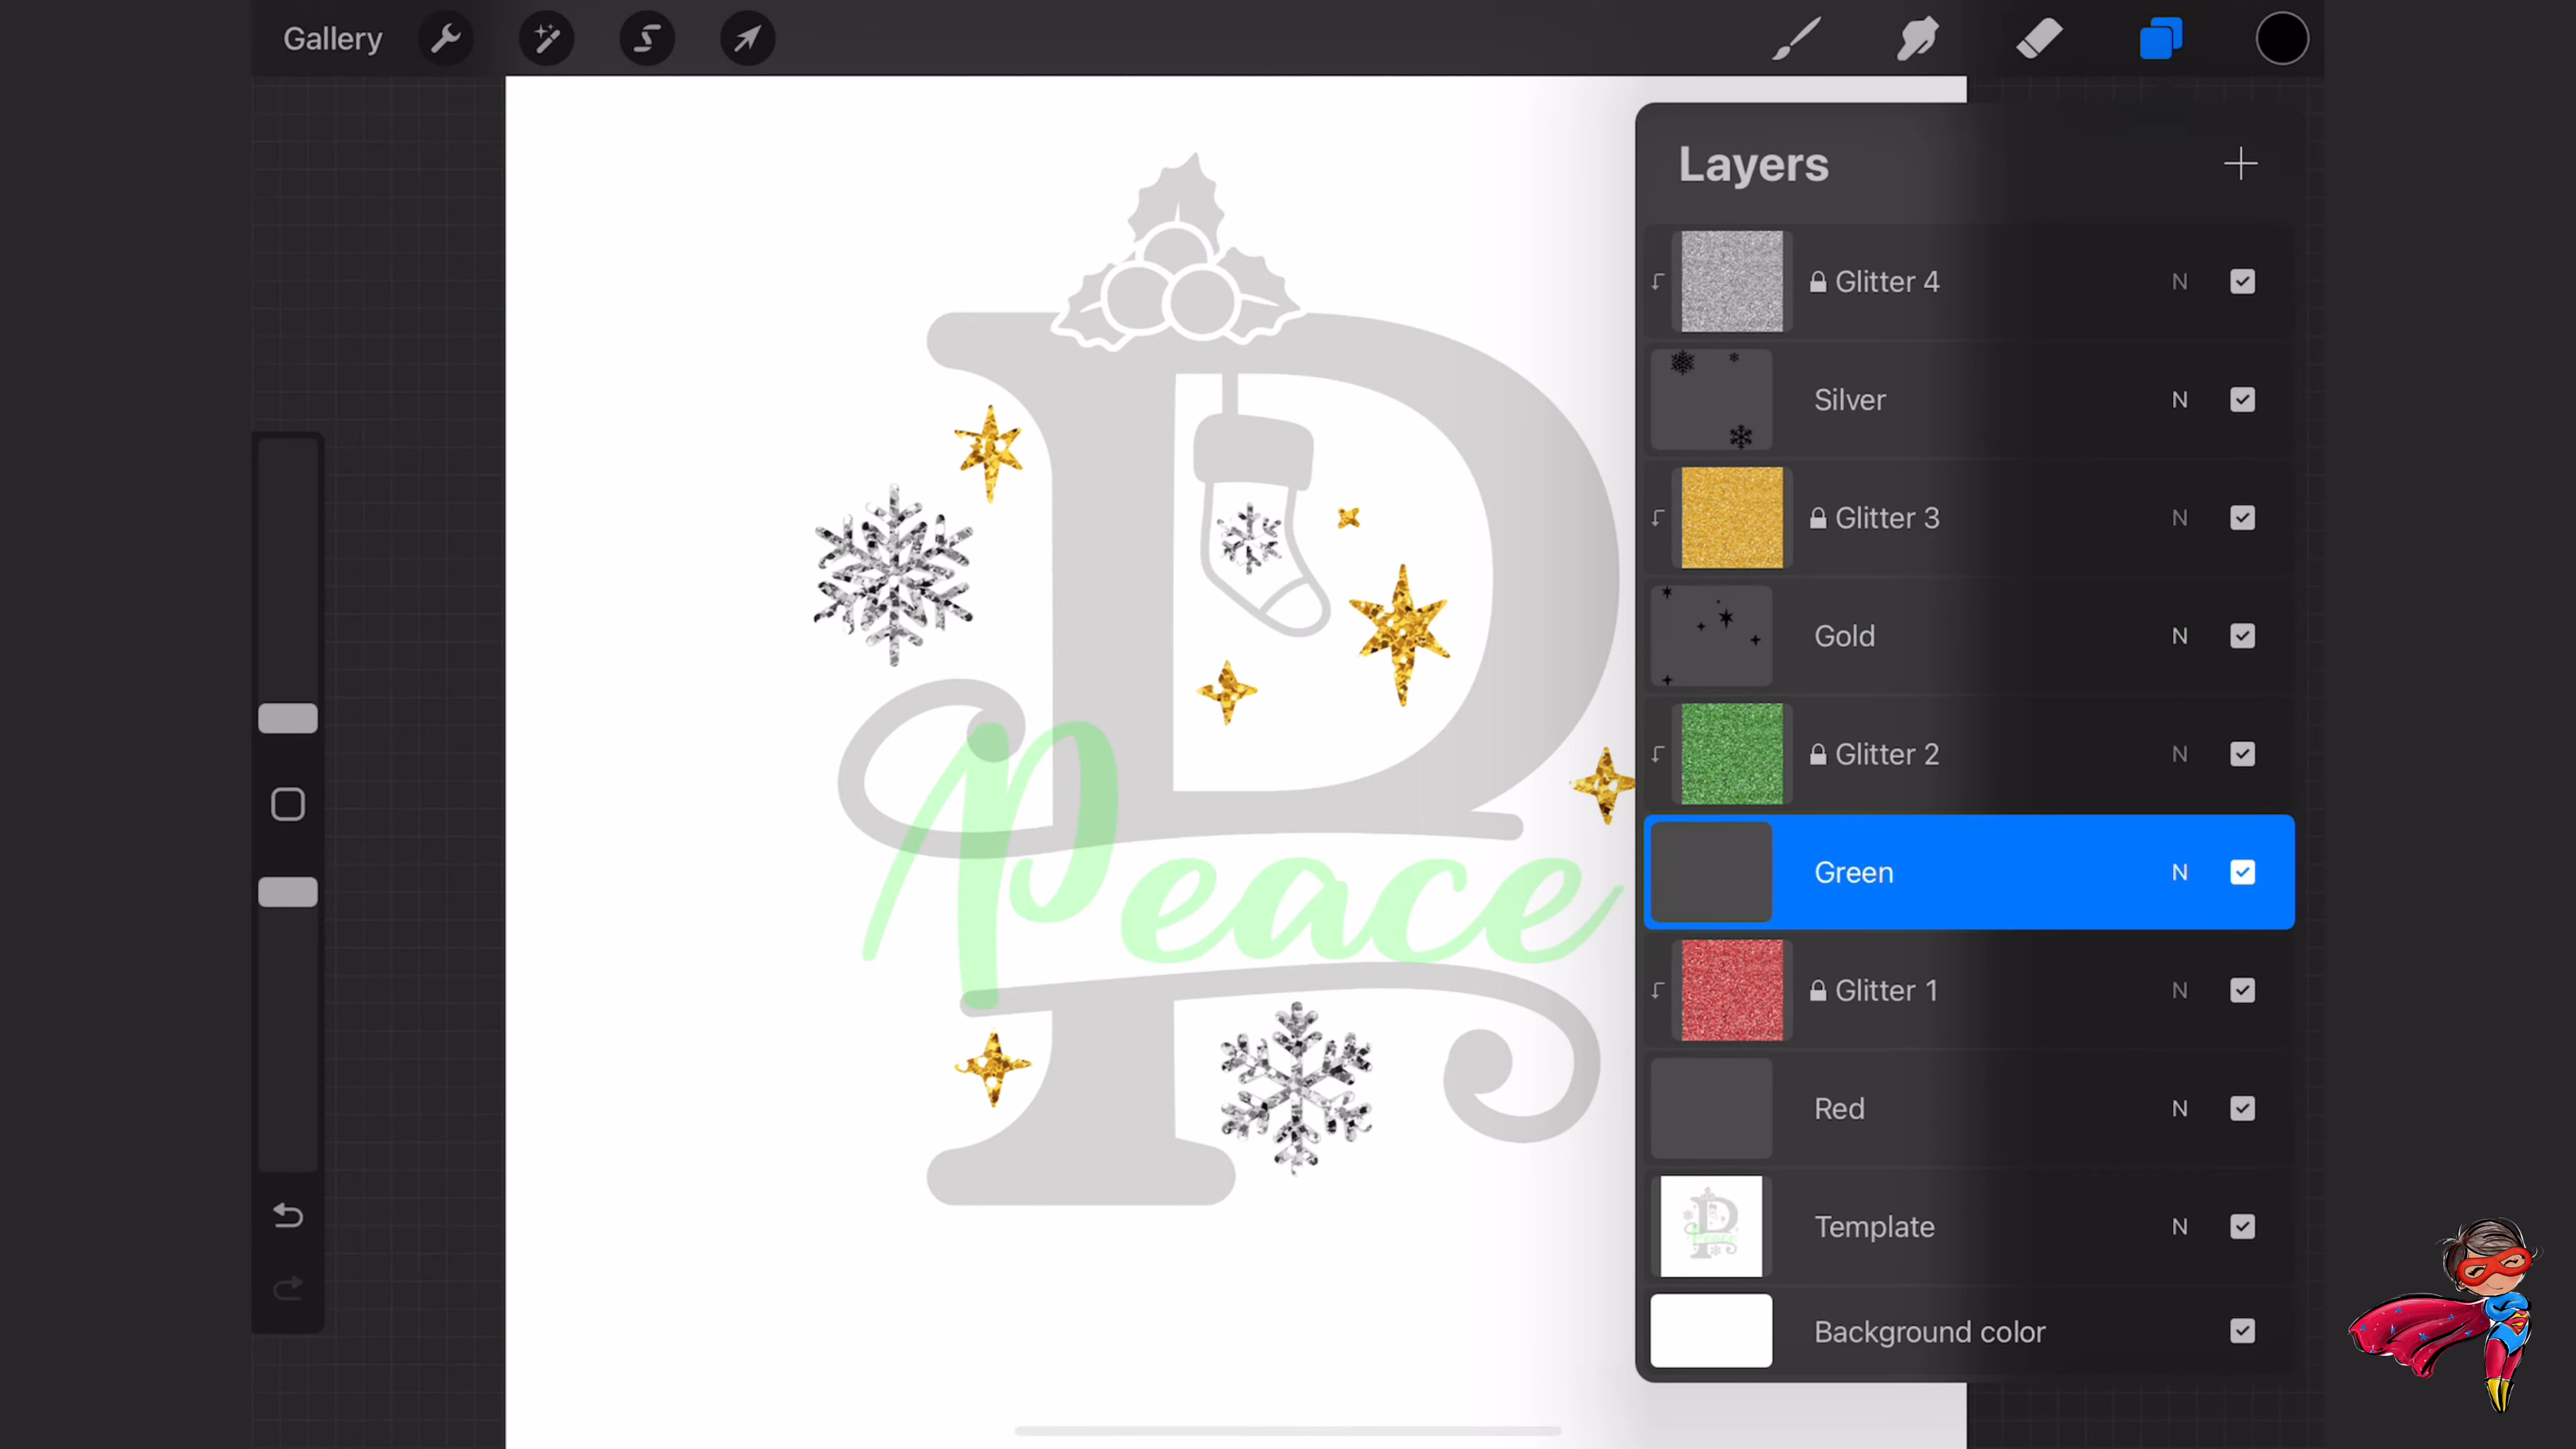 Gallery
Layers
Glitter 4 N
Silver N
Glitter 3 N
Gold N
Glitter 2 N
Green N
Glitter 1 N
Red N
Template N
Background color
P
Peace